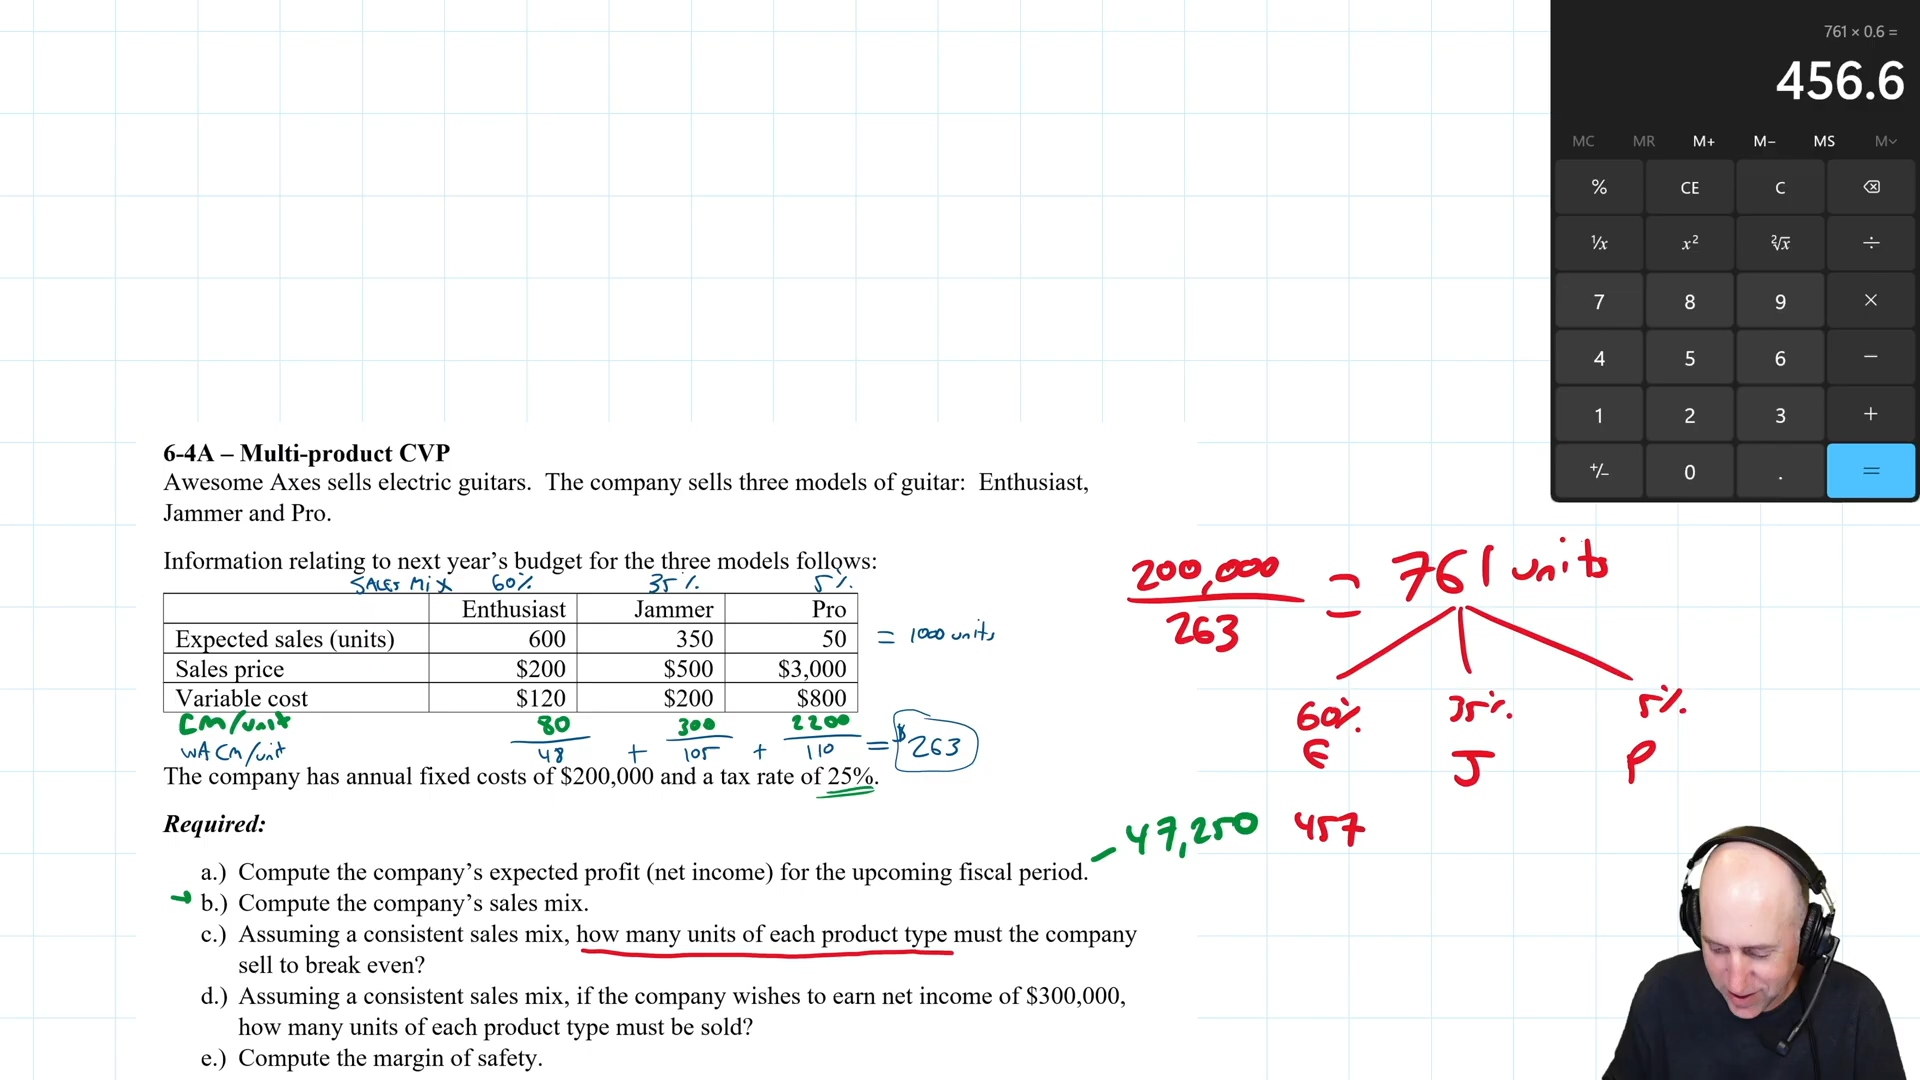 761 × 0.6 =
456.6
MC MR M+ M− MS M˅
% CE C ⌫
¹/x x² ²√x ÷
7 8 9 ×
4 5 6 −
1 2 3 +
+/− 0 . =
6-4A – Multi-product CVP
Awesome Axes sells electric guitars. The company sells three models of guitar: Enthusiast,
Jammer and Pro.
Information relating to next year's budget for the three models follows:
SALES MIX 60% 35% 5%
Enthusiast Jammer Pro
Expected sales (units) 600 350 50 = 1000 units
Sales price $200 $500 $3,000
Variable cost $120 $200 $800
CM/unit 80 300 2200
WACM/unit 48 + 105 + 110 = $263
The company has annual fixed costs of $200,000 and a tax rate of 25%.
200,000 / 263 = 761 units
60% 35% 5%
E J P
457
Required:
a.) Compute the company's expected profit (net income) for the upcoming fiscal period. – 47,250
→ b.) Compute the company's sales mix.
c.) Assuming a consistent sales mix, how many units of each product type must the company
sell to break even?
d.) Assuming a consistent sales mix, if the company wishes to earn net income of $300,000,
how many units of each product type must be sold?
e.) Compute the margin of safety.